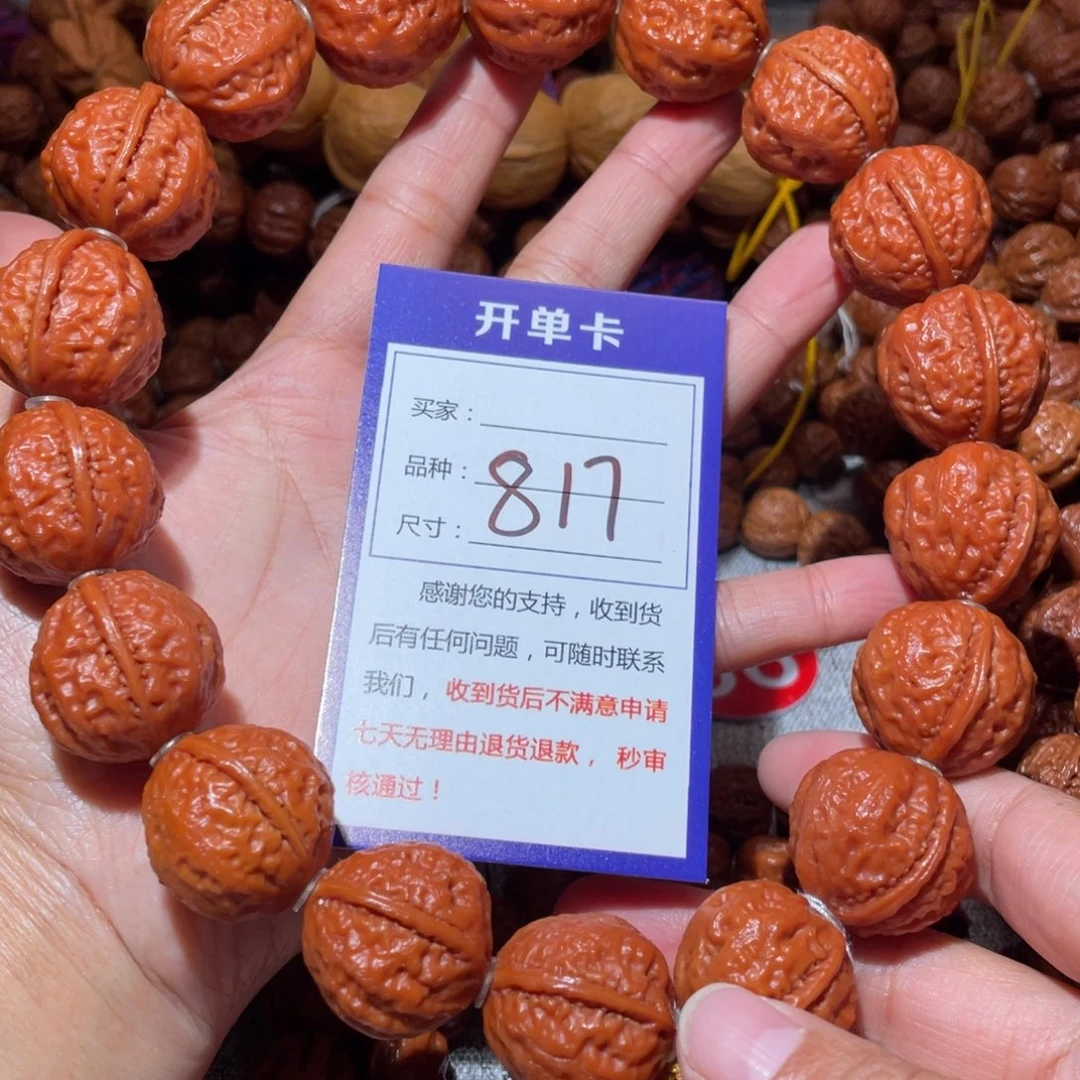 开单卡
买家：
品种：
817
尺寸：
感谢您的支持，收到货
后有任何问题，可随时联系
我们，收到货后不满意申请
七天无理由退货退款，秒审
核通过！